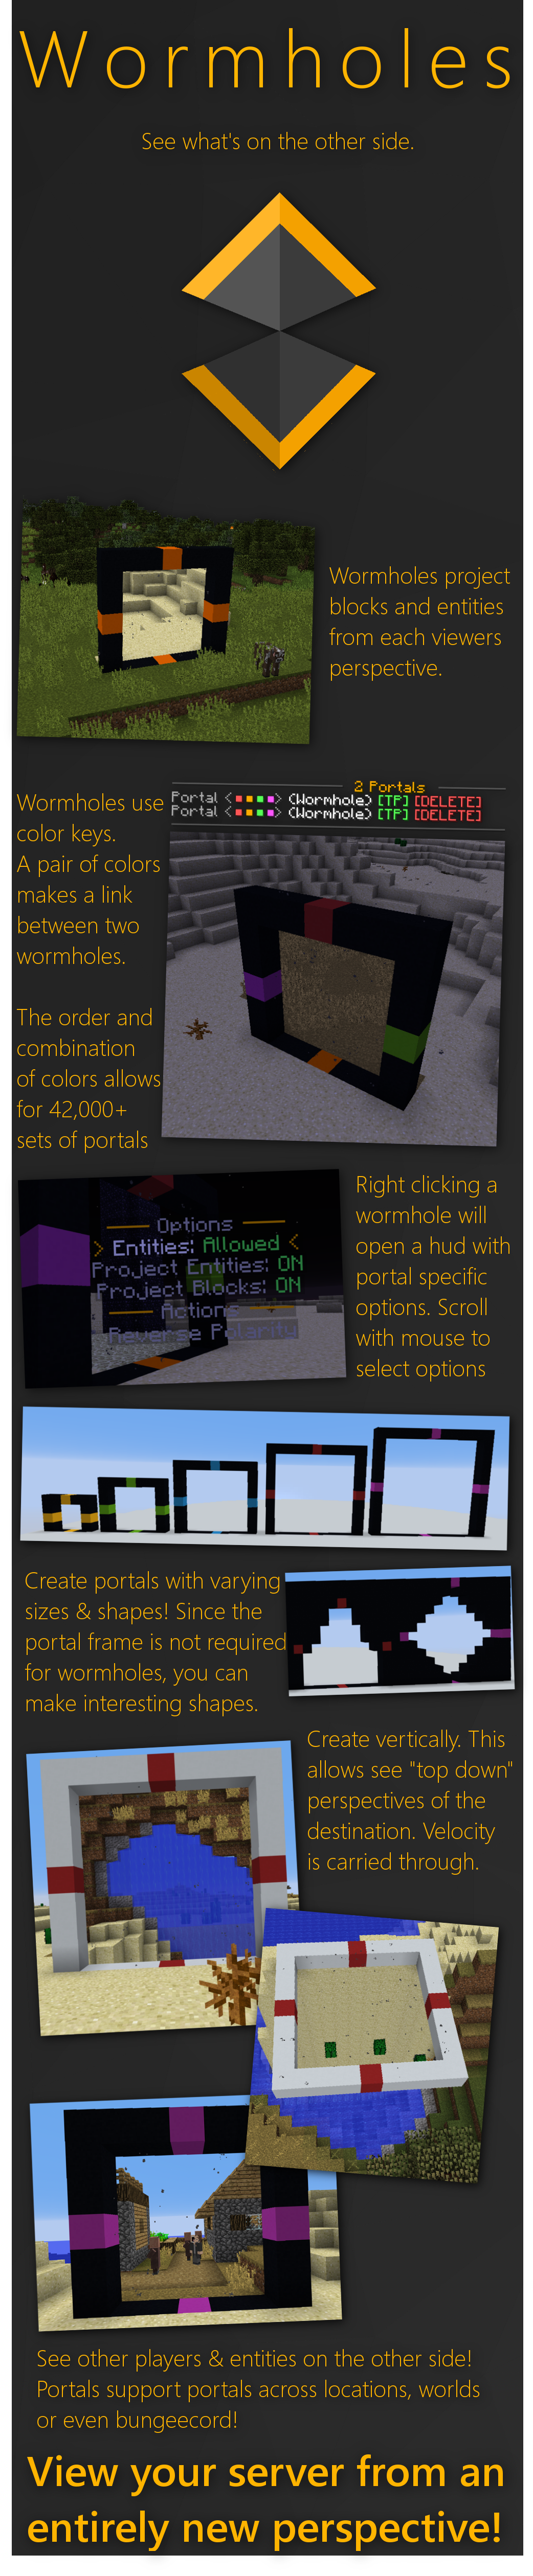 Wormholes
See what's on the other side.
Wormholes project
blocks and entities
from each viewers
perspective.
Wormholes use
color keys.
A pair of colors
makes a link
between two
wormholes.
The order and
combination
of colors allows
for 42,000+
sets of portals
2 Portals
Portal < > (Wormhole) [TP] [DELETE]
Portal < > (Wormhole) [TP] [DELETE]
Options
> Entities: Allowed <
Project Entities: ON
Project Blocks: ON
Actions
Reverse Polarity
Right clicking a
wormhole will
open a hud with
portal specific
options. Scroll
with mouse to
select options
Create portals with varying
sizes & shapes! Since the
portal frame is not required
for wormholes, you can
make interesting shapes.
Create vertically. This
allows see "top down"
perspectives of the
destination. Velocity
is carried through.
See other players & entities on the other side!
Portals support portals across locations, worlds
or even bungeecord!
View your server from an
entirely new perspective!